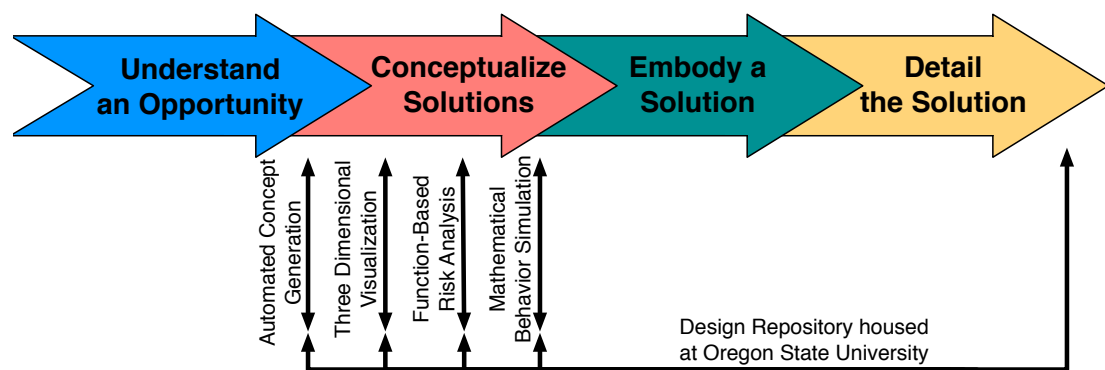 Understand
an Opportunity
Conceptualize
Solutions
Embody a
Solution
Detail
the Solution
Automated Concept
Generation
Three Dimensional
Visualization
Function-Based
Risk Analysis
Mathematical
Behavior Simulation
Design Repository housed
at Oregon State University